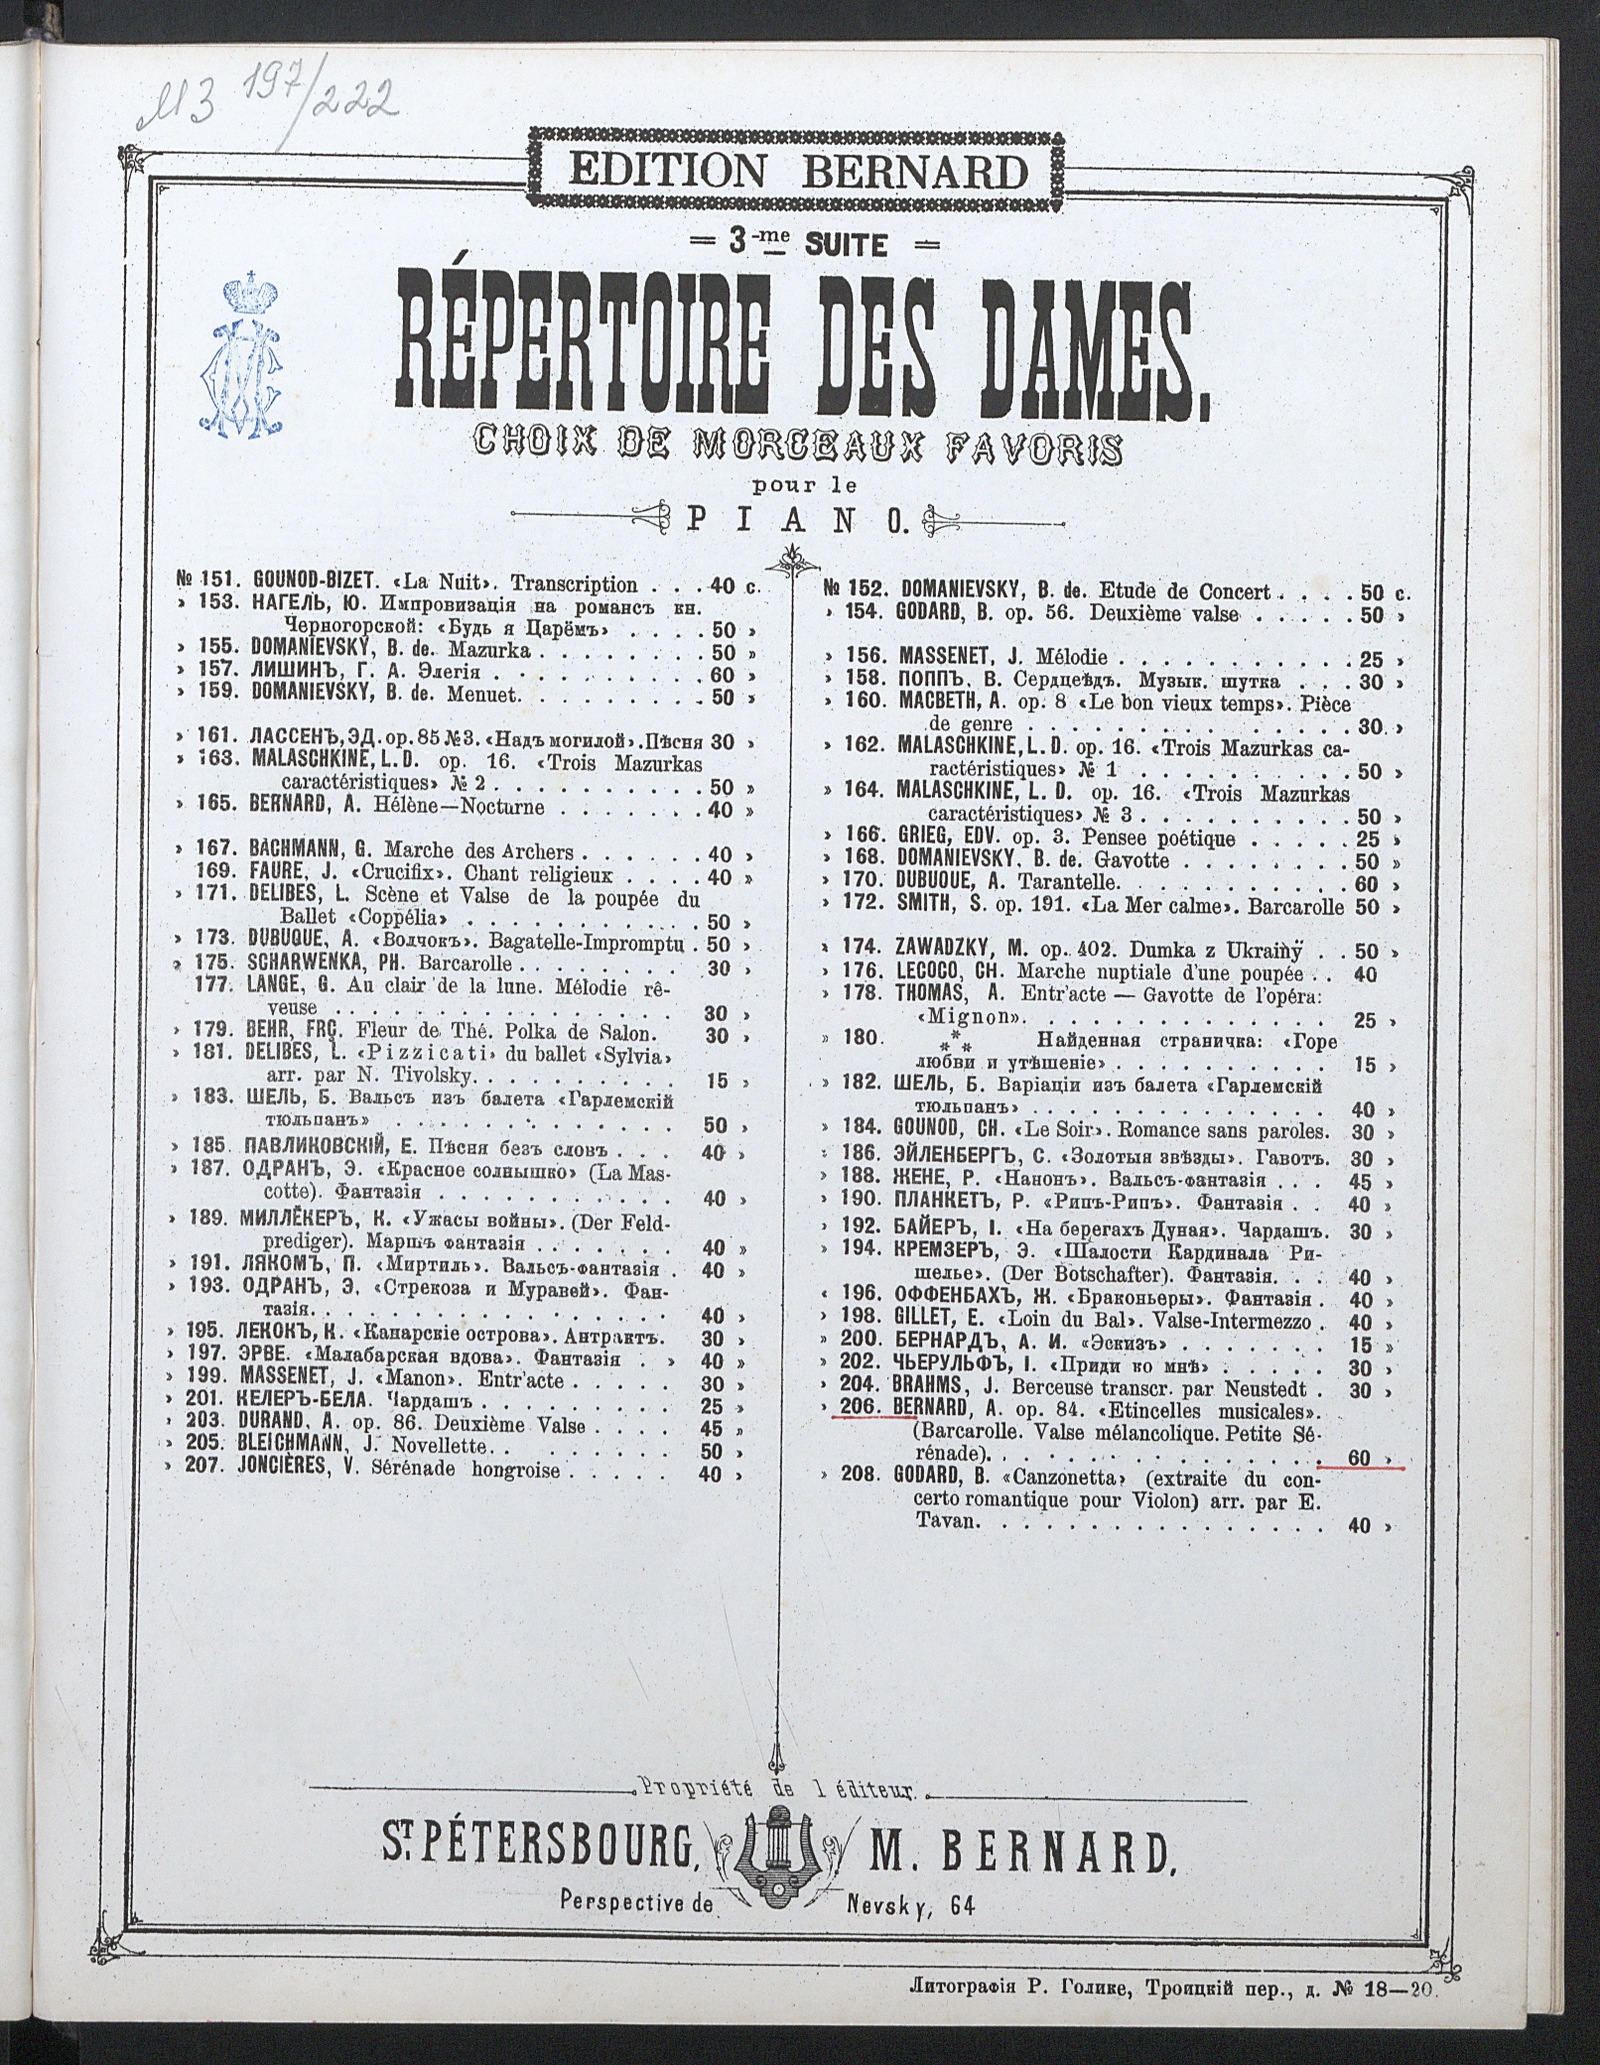 МЗ 197/222
EDITION BERNARD
= 3-me SUITE =
RÉPERTOIRE DES DAMES.
CHOIX DE MORCEAUX FAVORIS
pour le
PIANO.
№ 151. GOUNOD-BIZET. «La Nuit». Transcription . . . 40 c.
» 153. НАГЕЛЬ, Ю. Импровизація на романсъ кн.
Черногорской: «Будь я Царёмъ» . . . . 50 »
» 155. DOMANIEVSKY, B. de. Mazurka . . . . . . . . 50 »
» 157. ЛИШИНЪ, Г. А. Элегія . . . . . . . . . . 60 »
» 159. DOMANIEVSKY, B. de. Menuet. . . . . . . . . 50 »
» 161. ЛАССЕНЪ, ЭД. op. 85 №3. «Надъ могилой». Пѣсня 30 »
» 163. MALASCHKINE, L. D. op. 16. «Trois Mazurkas
caractéristiques» № 2 . . . . . . . . . . 50 »
» 165. BERNARD, A. Hélène—Nocturne . . . . . . . 40 »
» 167. BACHMANN, G. Marche des Archers . . . . . . 40 »
169. FAURE, J. «Crucifix». Chant religieux . . . . 40 »
» 171. DELIBES, L. Scène et Valse de la poupée du
Ballet «Coppélia» . . . . . . . . . . . 50 »
» 173. DUBUQUE, A. «Волчокъ». Bagatelle-Impromptu . 50 »
» 175. SCHARWENKA, PH. Barcarolle . . . . . . . . 30 »
177. LANGE, G. Au clair de la lune. Mélodie rê-
veuse . . . . . . . . . . . . . . . . 30 »
» 179. BEHR, FRÇ. Fleur de Thé. Polka de Salon. 30 »
» 181. DELIBES, L. «Pizzicati» du ballet «Sylvia»
arr. par N. Tivolsky. . . . . . . . . . 15 »
» 183. ШЕЛЬ, Б. Вальсъ изъ балета «Гарлемскій
тюльпанъ» . . . . . . . . . . . . . 50 »
» 185. ПАВЛИКОВСКІЙ, Е. Пѣсня безъ словъ . . . 40 »
» 187. ОДРАНЪ, Э. «Красное солнышко» (La Mas-
cotte). Фантазія . . . . . . . . . . . 40 »
» 189. МИЛЛЁКЕРЪ, К. «Ужасы войны». (Der Feld-
prediger). Маршъ фантазія . . . . . . . 40 »
» 191. ЛЯКОМЪ, П. «Миртиль». Вальсъ-фантазія . 40 »
» 193. ОДРАНЪ, Э. «Стрекоза и Муравей». Фан-
тазія. . . . . . . . . . . . . . . . 40 »
» 195. ЛЕКОКЪ, К. «Канарскіе острова». Антрактъ. 30 »
» 197. ЭРВЕ. «Малабарская вдова». Фантазія . » 40 »
» 199. MASSENET, J. «Manon». Entr'acte . . . . . 30 »
» 201. КЕЛЕРЪ-БЕЛА. Чардашъ . . . . . . . . . 25 »
» 203. DURAND, A. op. 86. Deuxième Valse . . . . 45 »
» 205. BLEICHMANN, J. Novellette. . . . . . . . 50 »
» 207. JONCIÈRES, V. Sérénade hongroise . . . . . 40 »
№ 152. DOMANIEVSKY, B. de. Etude de Concert . . . . 50 c.
» 154. GODARD, B. op. 56. Deuxième valse . . . . . 50 »
» 156. MASSENET, J. Mélodie . . . . . . . . . . . 25 »
» 158. ПОППЪ, В. Сердцеѣдъ. Музык. шутка . . . 30 »
» 160. MACBETH, A. op. 8 «Le bon vieux temps». Pièce
de genre . . . . . . . . . . . . . . 30 »
» 162. MALASCHKINE, L. D. op. 16. «Trois Mazurkas ca-
ractéristiques» № 1 . . . . . . . . . . 50 »
» 164. MALASCHKINE, L. D. op. 16. «Trois Mazurkas
caractéristiques» № 3 . . . . . . . . . . 50 »
» 166. GRIEG, EDV. op. 3. Pensee poétique . . . . . 25 »
» 168. DOMANIEVSKY, B. de. Gavotte . . . . . . . 50 »
» 170. DUBUQUE, A. Tarantelle. . . . . . . . . . . 60 »
» 172. SMITH, S. op. 191. «La Mer calme». Barcarolle 50 »
» 174. ZAWADZKY, M. op. 402. Dumka z Ukrainÿ . . 50 »
» 176. LECOCQ, CH. Marche nuptiale d'une poupée . . 40
» 178. THOMAS, A. Entr'acte — Gavotte de l'opéra:
«Mignon». . . . . . . . . . . . . . 25 »
» 180. *** Найденная страничка: «Горе
любви и утѣшеніе» . . . . . . . . . . 15 »
» 182. ШЕЛЬ, Б. Варіаціи изъ балета «Гарлемскій
тюльпанъ» . . . . . . . . . . . . . 40 »
» 184. GOUNOD, CH. «Le Soir». Romance sans paroles. 30 »
» 186. ЭЙЛЕНБЕРГЪ, С. «Золотыя звѣзды». Гавотъ. 30 »
» 188. ЖЕНЕ, Р. «Нанонъ». Вальсъ-фантазія . . . 45 »
» 190. ПЛАНКЕТЪ, Р. «Рипъ-Рипъ». Фантазія . . 40 »
» 192. БАЙЕРЪ, І. «На берегахъ Дуная». Чардашъ. 30 »
» 194. КРЕМЗЕРЪ, Э. «Шалости Кардинала Ри-
шелье». (Der Botschafter). Фантазія. . . 40 »
« 196. ОФФЕНБАХЪ, Ж. «Браконьеры». Фантазія . 40 »
» 198. GILLET, E. «Loin du Bal». Valse-Intermezzo . 40 »
» 200. БЕРНАРДЪ, А. И. «Эскизъ» . . . . . . . 15 »
» 202. ЧЬЕРУЛЬФЪ, І. «Приди ко мнѣ» . . . . . 30 »
» 204. BRAHMS, J. Berceuse transcr. par Neustedt . 30 »
» 206. BERNARD, A. op. 84. «Etincelles musicales».
(Barcarolle. Valse mélancolique. Petite Sé-
rénade). . . . . . . . . . . . . . . . 60 »
» 208. GODARD, B. «Canzonetta» (extraite du con-
certo romantique pour Violon) arr. par E.
Tavan. . . . . . . . . . . . . . . . 40 »
Propriété de l'éditeur.
ST. PÉTERSBOURG, M. BERNARD.
Perspective de Nevsky, 64
Литографія Р. Голике, Троицкій пер., д. № 18—20.